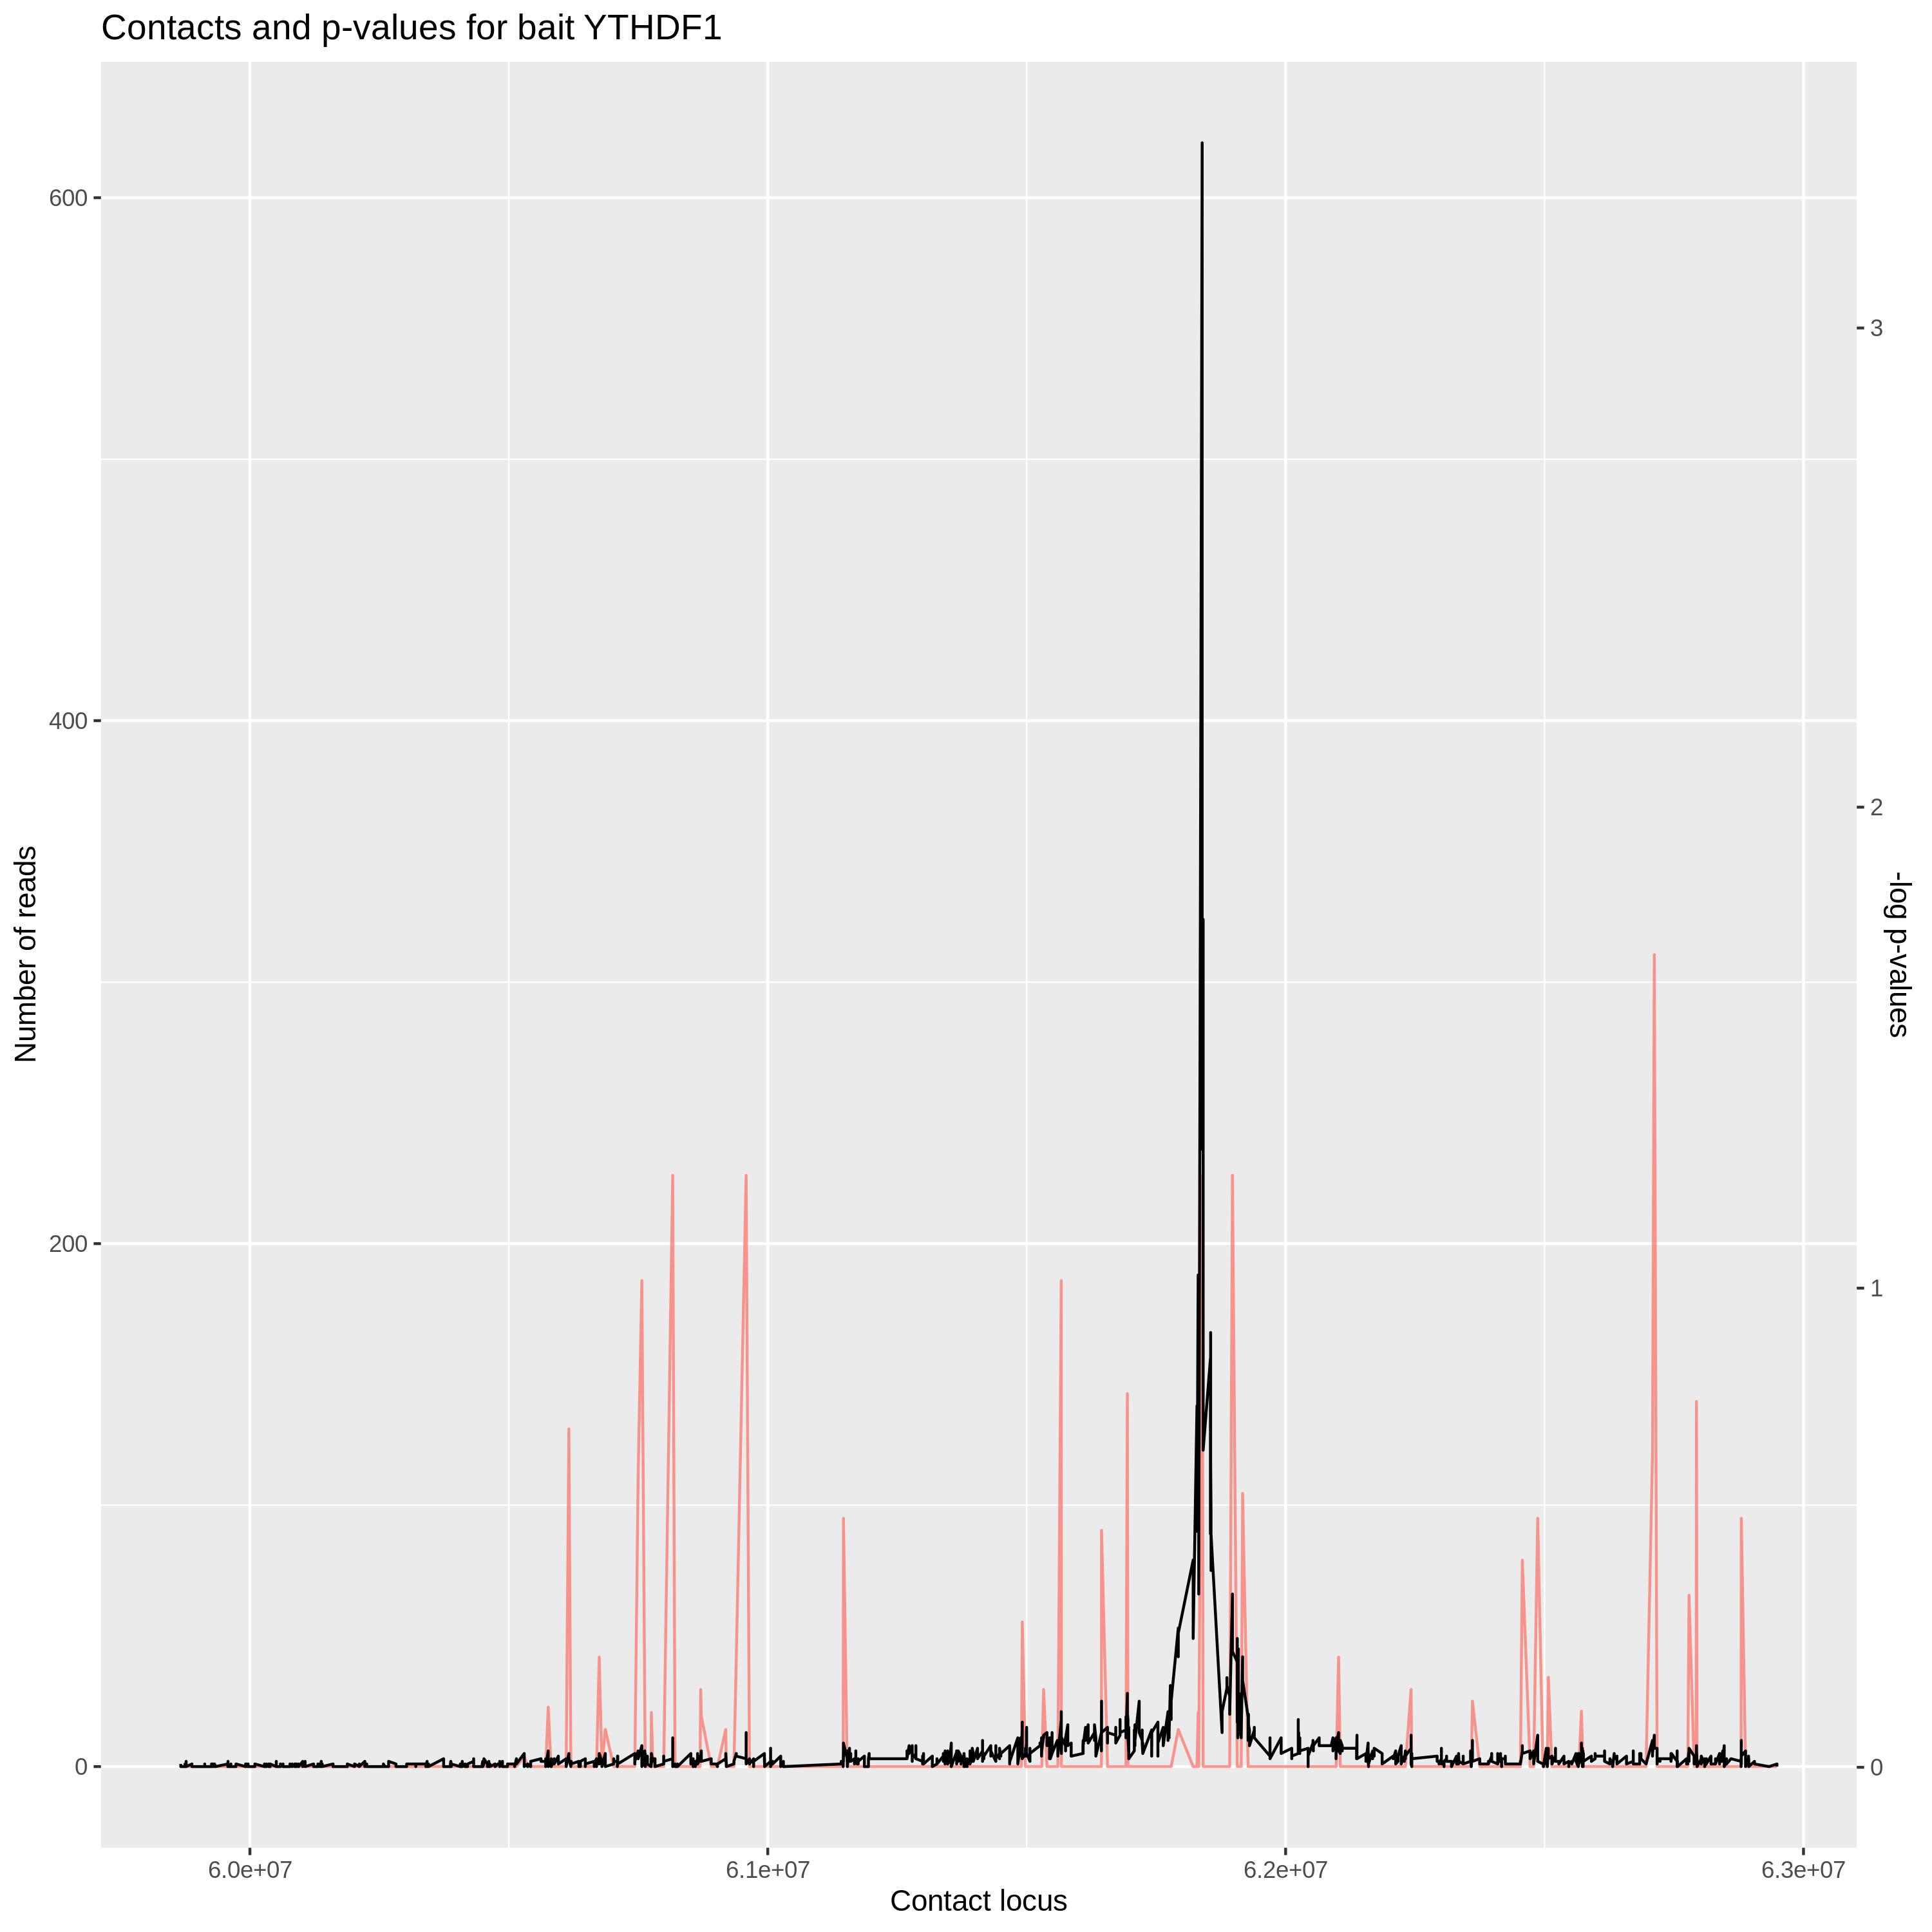 Contacts and p-values for bait YTHDF1
600
400
200
0
Number of reads
3
2
1
0
-log p-values
6.0e+07
6.1e+07
6.2e+07
6.3e+07
Contact locus